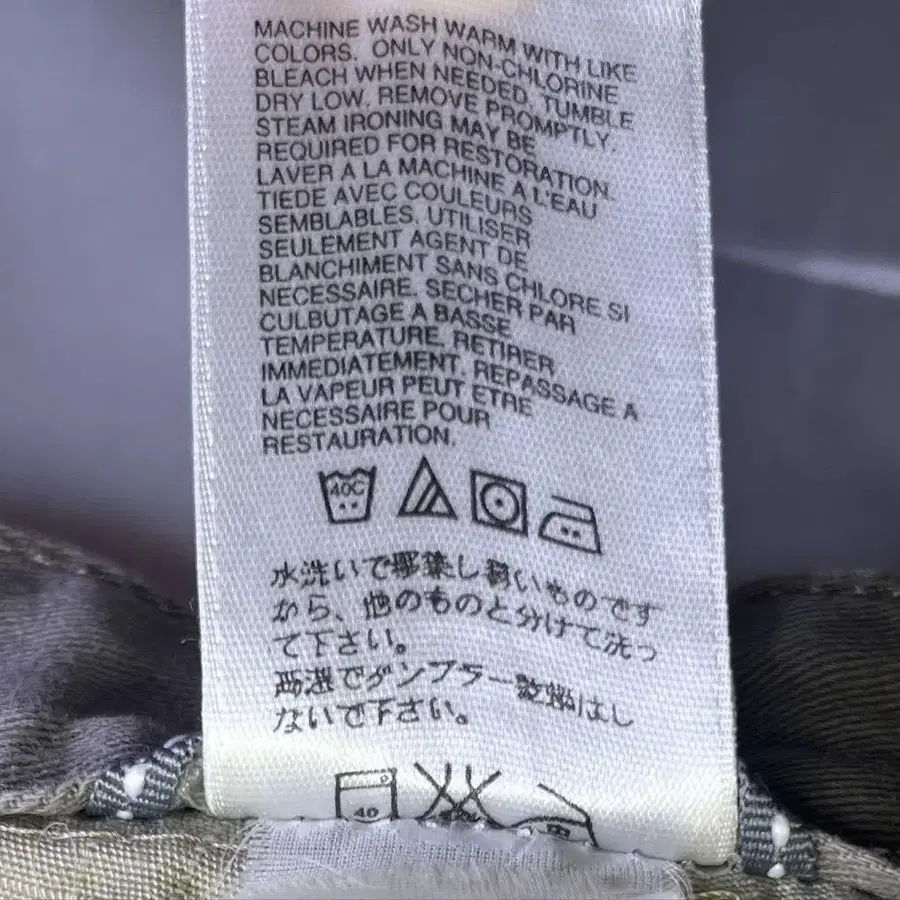 MACHINE WASH WARM WITH LIKE
COLORS. ONLY NON-CHLORINE
BLEACH WHEN NEEDED. TUMBLE
DRY LOW. REMOVE PROMPTLY.
STEAM IRONING MAY BE
REQUIRED FOR RESTORATION.
LAVER A LA MACHINE A L'EAU
TIEDE AVEC COULEURS
SEMBLABLES. UTILISER
SEULEMENT AGENT DE
BLANCHIMENT SANS CHLORE SI
NECESSAIRE. SECHER PAR
CULBUTAGE A BASSE
TEMPERATURE. RETIRER
IMMEDIATEMENT. REPASSAGE A
LA VAPEUR PEUT ETRE
NECESSAIRE POUR
RESTAURATION.
40C
水洗いで移染し易いものです
から、他のものと分けて洗っ
て下さい。
高温でタンブラー乾燥はし
ないで下さい。
40